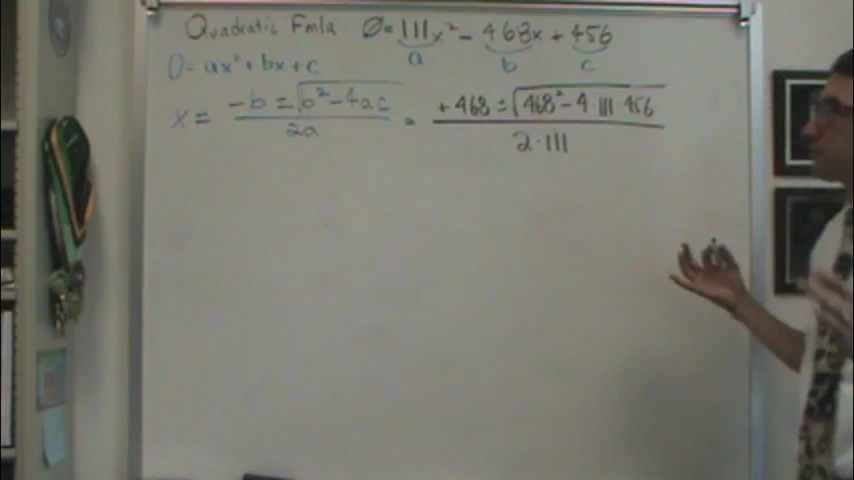 Quadratic Fmla 0=111x² - 468x + 456
a b c
0=ax²+bx+c
x = -b ± √b²-4ac / 2a = +468 ± √468²-4·111·456 / 2·111